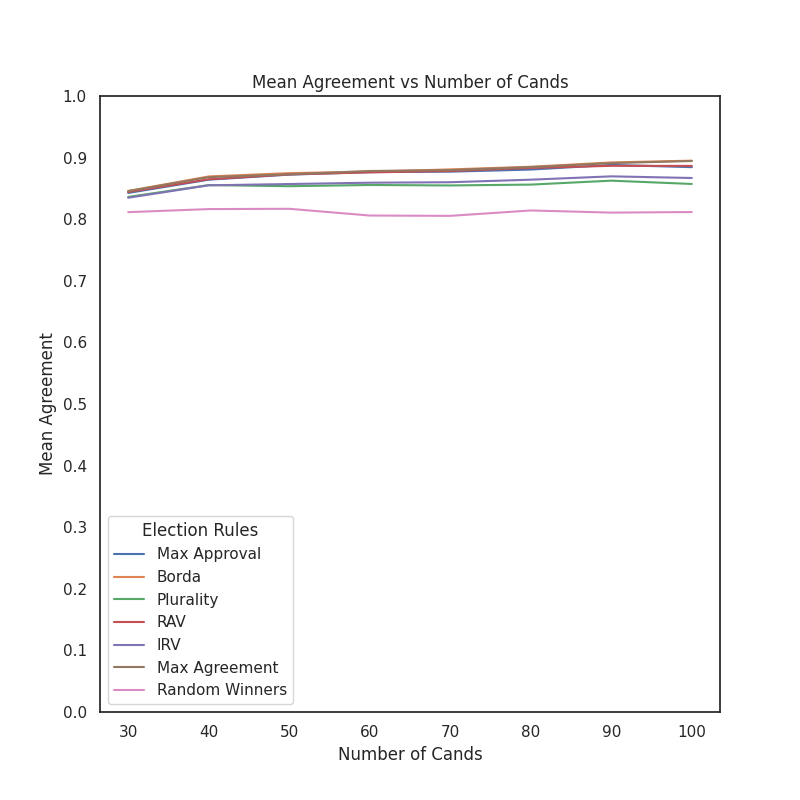 Mean Agreement vs Number of Cands
1.0
0.9
0.8
0.7
0.6
0.5
0.4
0.3
0.2
0.1
0.0
Mean Agreement
Election Rules
Max Approval
Borda
Plurality
RAV
IRV
Max Agreement
Random Winners
30 40 50 60 70 80 90 100
Number of Cands